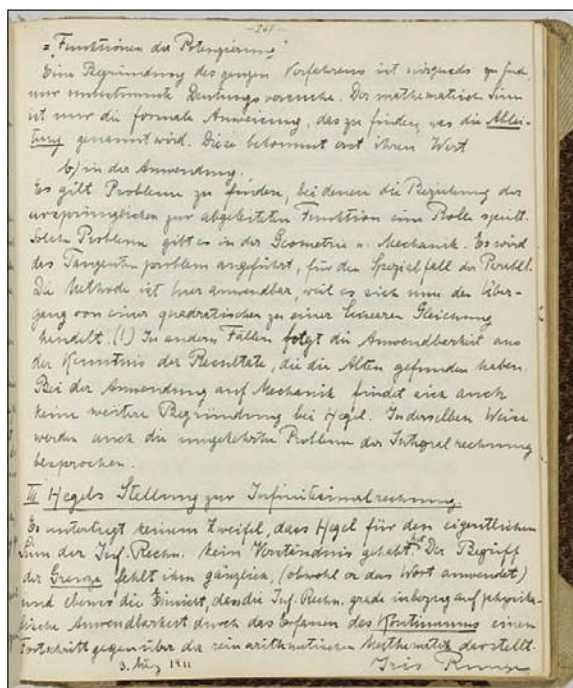 - 261 -
= "Funktionen der Potenzierung"
Eine Begründung des ganzen Verfahrens ist nirgends zu finden,
nur unbestimmte Deutungsversuche. Der mathematische Sinn
ist nur die formale Anweisung, das zu finden, was die Ablei-
tung genannt wird. Diese bekommt erst ihren Wert
b) in der Anwendung.
Es gilt Probleme zu finden, bei denen die Beziehung der
ursprünglichen zur abgeleiteten Funktion eine Rolle spielt.
Solche Probleme gibt es in der Geometrie u. Mechanik. Es wird
das Tangentenproblem angeführt, für den Spezialfall der Parabel.
Die Methode ist hier anwendbar, weil es sich um den Über-
gang von einer quadratischen zu einer linearen Gleichung
handelt. (!) In andern Fällen folgt die Anwendbarkeit aus
der Kenntnis der Resultate, die die Alten gefunden haben.
Bei der Anwendung auf Mechanik findet sich auch
keine weitere Begründung bei Hegel. In derselben Weise
werden auch die umgekehrten Probleme der Integralrechnung
besprochen.
III Hegels Stellung zur Infinitesimalrechnung.
Es unterliegt keinem Zweifel, dass Hegel für den eigentlichen
Sinn der Inf. Rechn. kein Verständnis gehabt hat. Der Begriff
der Grenze fehlt ihm gänzlich, (obwohl er das Wort anwendet)
und ebenso die Einsicht, dass die Inf. Rechn. grade in bezug auf physika-
lische Anwendbarkeit durch das Erfassen des Kontinuums einen
Fortschritt gegenüber der rein arithmetischen Mathematik darstellt.
3. Aug 1911 Iris Runge